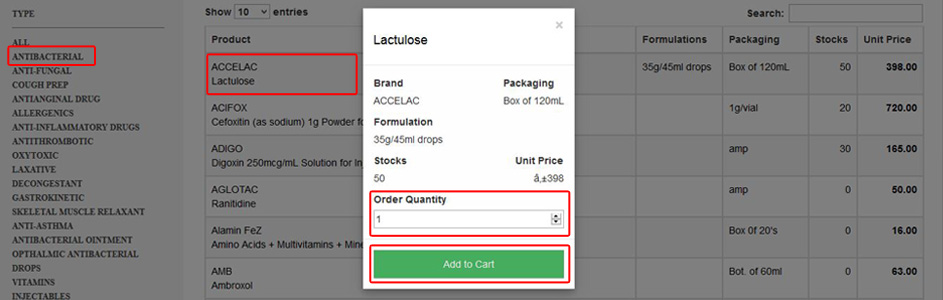 TYPE
ALL
ANTIBACTERIAL
ANTI-FUNGAL
COUGH PREP
ANTIANGINAL DRUG
ALLERGENICS
ANTI-INFLAMMATORY DRUGS
ANTITHROMBOTIC
OXYTOXIC
LAXATIVE
DECONGESTANT
GASTROKINETIC
SKELETAL MUSCLE RELAXANT
ANTI-ASTHMA
ANTIBACTERIAL OINTMENT
OPTHALMIC ANTIBACTERIAL
DROPS
VITAMINS
INJECTABLES
Show 10 entries
Search:
Product Formulations Packaging Stocks Unit Price
ACCELAC
Lactulose
35g/45ml drops Box of 120mL 50 398.00
ACIFOX
Cefoxitin (as sodium) 1g Powder fo
1g/vial 20 720.00
ADIGO
Digoxin 250mcg/mL Solution for Inj
amp 30 165.00
AGLOTAC
Ranitidine
amp 0 50.00
Alamin FeZ
Amino Acids + Multivitamins + Mine
Box 0f 20's 0 16.00
AMB
Ambroxol
Bot. of 60ml 0 63.00
×
Lactulose
Brand Packaging
ACCELAC Box of 120mL
Formulation
35g/45ml drops
Stocks Unit Price
50 â‚±398
Order Quantity
1
Add to Cart